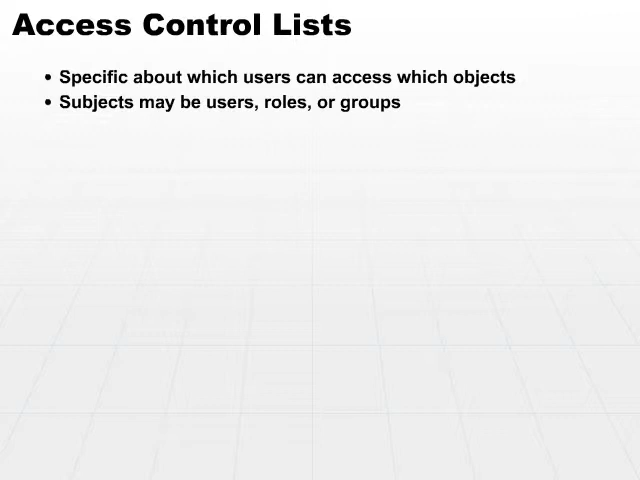 Access Control Lists
• Specific about which users can access which objects
• Subjects may be users, roles, or groups